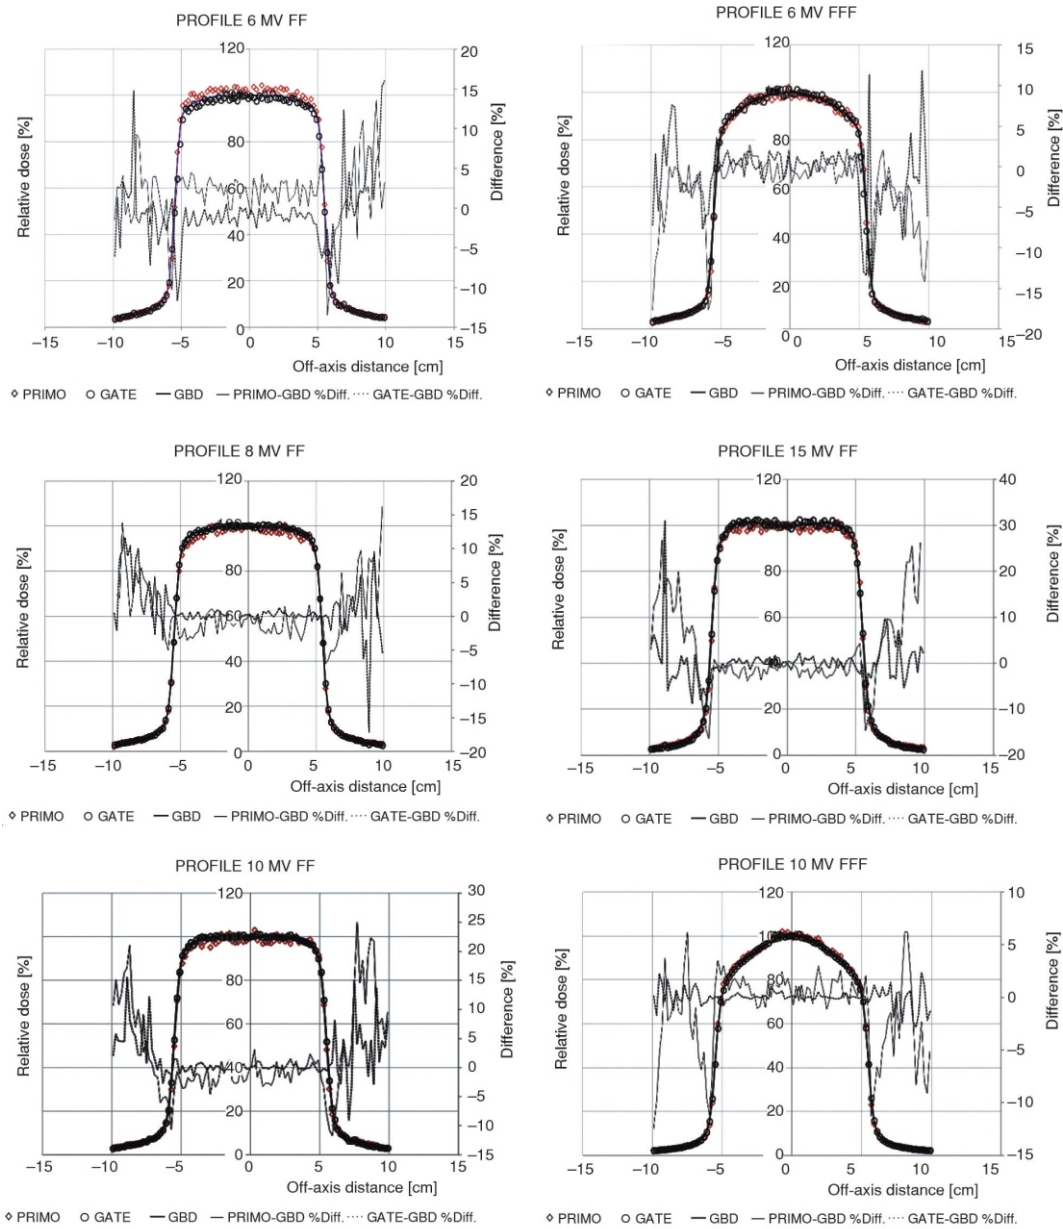 PROFILE 6 MV FF
Relative dose [%]
120
80
60
40
20
0
20
15
10
5
0
−5
−10
−15
Difference [%]
−15 −10 −5 0 5 10 15
Off-axis distance [cm]
◇ PRIMO ○ GATE — GBD — PRIMO-GBD %Diff. ···· GATE-GBD %Diff.
PROFILE 6 MV FFF
Relative dose [%]
120
80
60
40
20
0
15
10
5
0
−5
−10
−15
−20
Difference [%]
−15 −10 −5 0 5 10 15
Off-axis distance [cm]
◇ PRIMO ○ GATE — GBD — PRIMO-GBD %Diff. ···· GATE-GBD %Diff.
PROFILE 8 MV FF
Relative dose [%]
120
80
60
40
20
0
20
15
10
5
0
−5
−10
−15
−20
Difference [%]
−15 −10 −5 0 5 10 15
Off-axis distance [cm]
◇ PRIMO ○ GATE — GBD — PRIMO-GBD %Diff. ···· GATE-GBD %Diff.
PROFILE 15 MV FF
Relative dose [%]
120
80
60
40
20
0
40
30
20
10
0
−10
−20
Difference [%]
−15 −10 −5 0 5 10 15
Off-axis distance [cm]
◇ PRIMO ○ GATE — GBD — PRIMO-GBD %Diff. ···· GATE-GBD %Diff.
PROFILE 10 MV FF
Relative dose [%]
120
80
60
40
20
0
30
25
20
15
10
5
0
−5
−10
−15
Difference [%]
−15 −10 −5 0 5 10 15
Off-axis distance [cm]
◇ PRIMO ○ GATE — GBD — PRIMO-GBD %Diff. ···· GATE-GBD %Diff.
PROFILE 10 MV FFF
Relative dose [%]
120
80
60
40
20
0
10
5
0
−5
−10
−15
Difference [%]
−15 −10 −5 0 5 10 15
Off-axis distance [cm]
◇ PRIMO ○ GATE — GBD — PRIMO-GBD %Diff. ···· GATE-GBD %Diff.